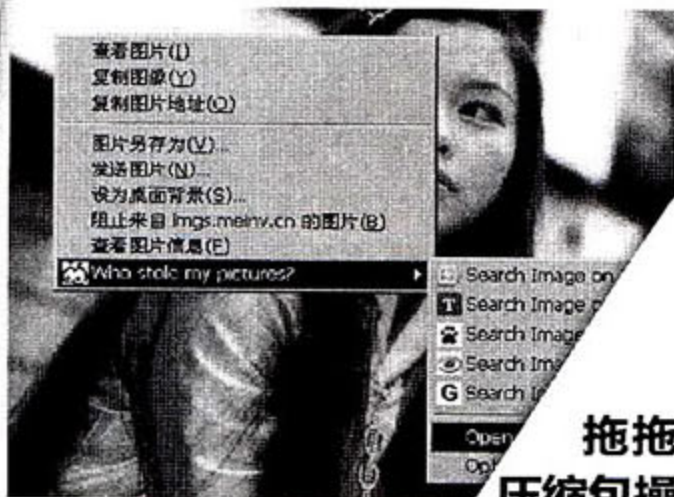 查看图片(I)
复制图像(Y)
复制图片地址(O)
图片另存为(V)...
发送图片(N)...
设为桌面背景(S)...
阻止来自 imgs.meinv.cn 的图片(B)
查看图片信息(F)
Who stole my pictures?
Search Image on
Search Image
Search Image
Search
G Search
Open
拖拖
压缩包操